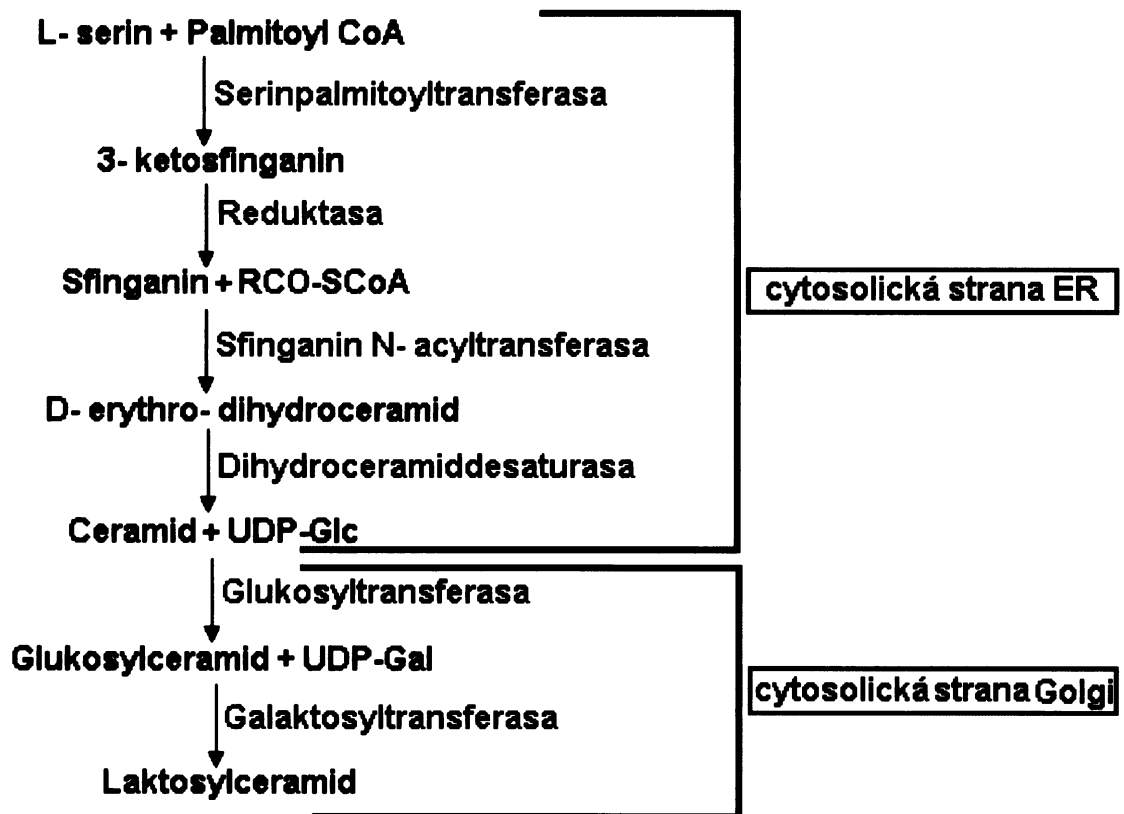 L- serin + Palmitoyl CoA
Serinpalmitoyltransferasa
3- ketosfinganin
Reduktasa
Sfinganin + RCO-SCoA
cytosolická strana ER
Sfinganin N- acyltransferasa
D- erythro- dihydroceramid
Dihydroceramiddesaturasa
Ceramid + UDP-Glc
Glukosyltransferasa
Glukosylceramid + UDP-Gal
cytosolická strana Golgi
Galaktosyltransferasa
Laktosylceramid